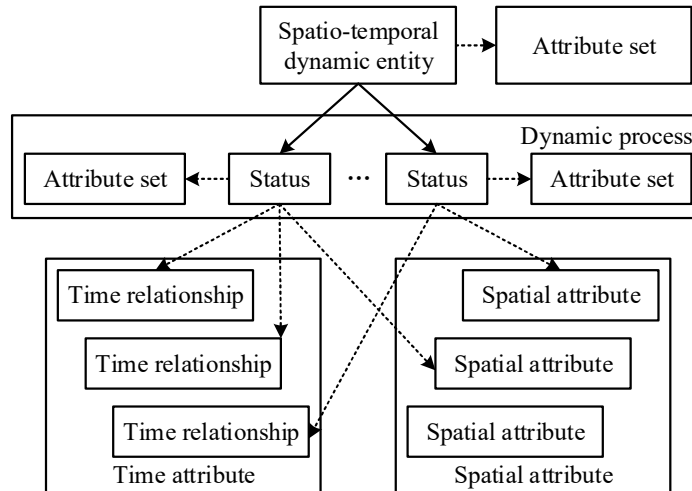 Spatio-temporal
dynamic entity
Attribute set
Dynamic process
Attribute set
Status
...
Status
Attribute set
Time relationship
Time relationship
Time relationship
Time attribute
Spatial attribute
Spatial attribute
Spatial attribute
Spatial attribute